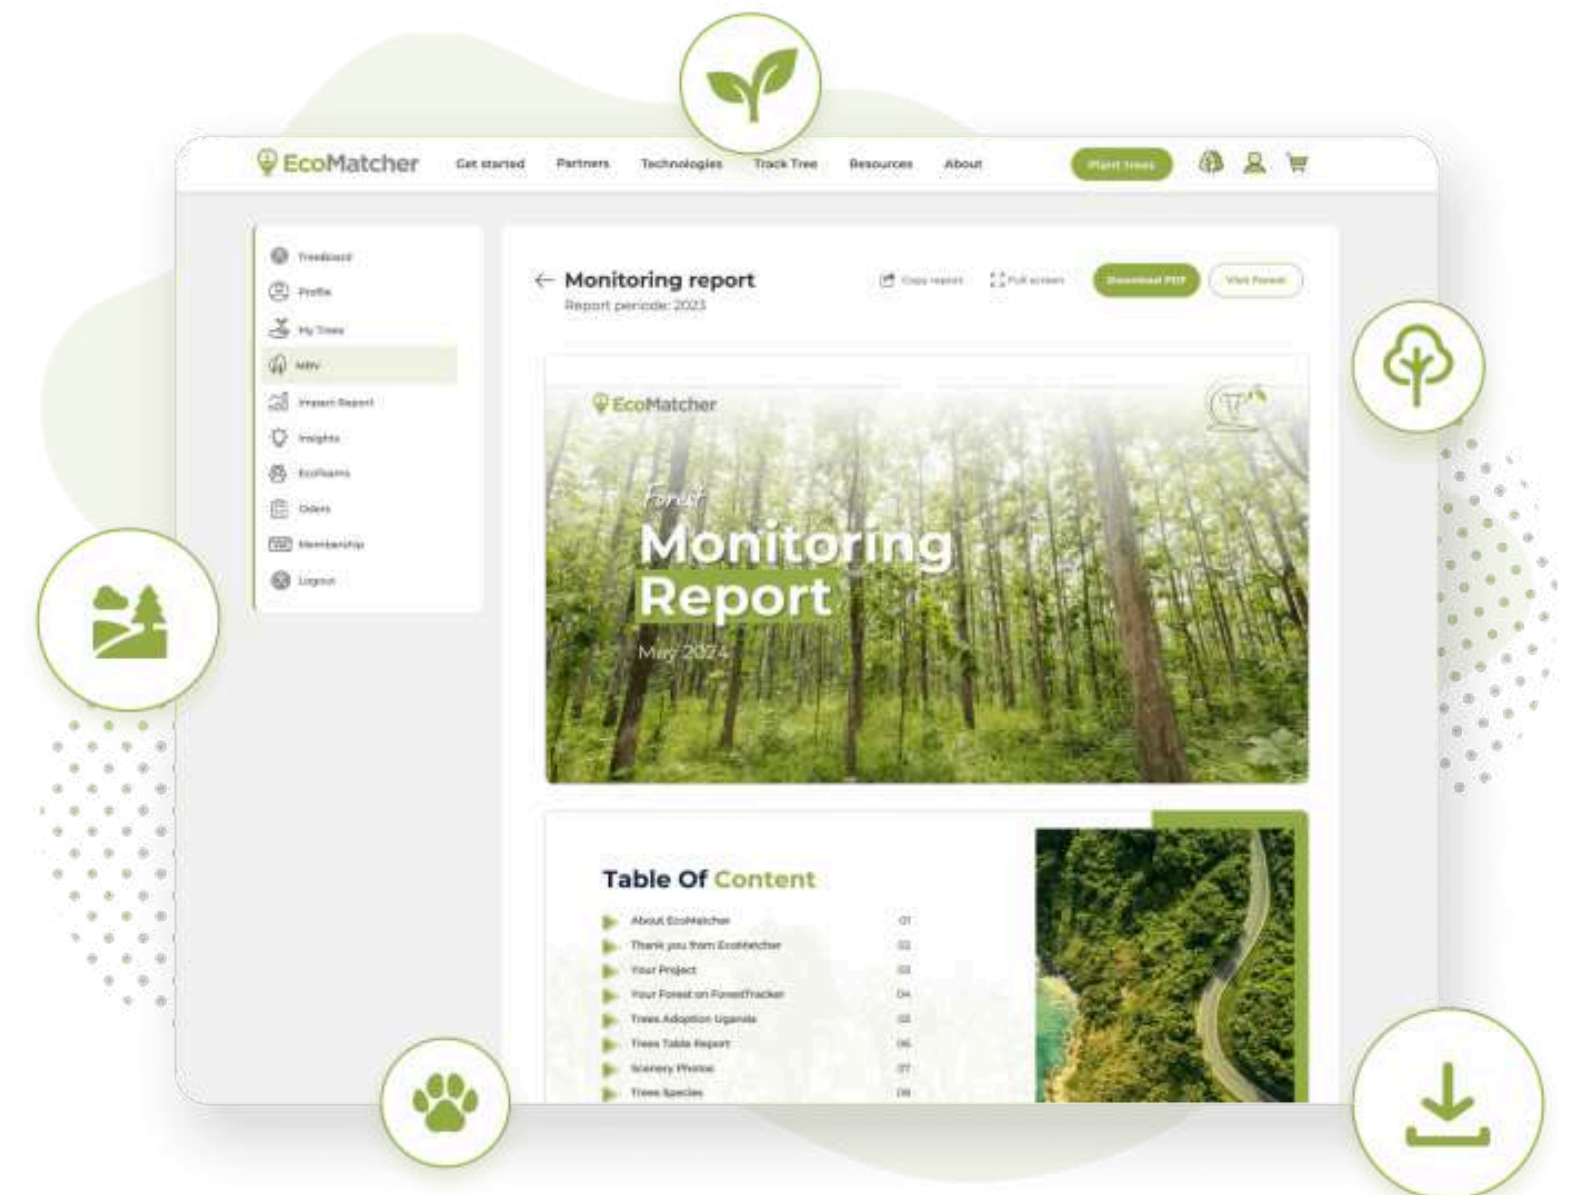 EcoMatcher
Get started Partners Technologies Track Tree Resources About Plant trees
Treeboard
Profile
My Trees
MRV
Impact Report
Insights
EcoTeams
Oders
Membership
Logout
Monitoring report
Report periode: 2023
Copy report Full screen Download PDF Visit Forest
EcoMatcher
Forest
Monitoring
Report
May 2024
Table Of Content
About EcoMatcher 01
Thank you from EcoMatcher 02
Your Project 03
Your Forest on ForestTracker 04
Trees Adoption Uganda
Trees Table Report 06
Scenery Photos 07
Trees Species 08